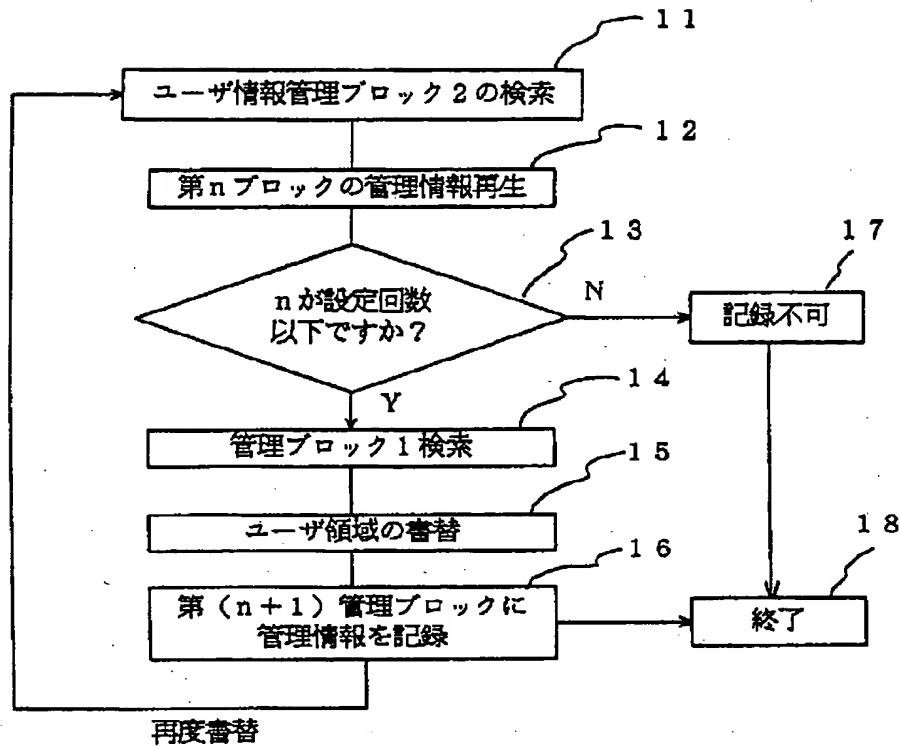 １１
ユーザ情報管理ブロック２の検索
１２
第ｎブロックの管理情報再生
１３
ｎが設定回数
以下ですか？
N
１７
記録不可
Y
１４
管理ブロック１検索
１５
ユーザ領域の書替
１６
第（ｎ＋１）管理ブロックに
管理情報を記録
１８
終了
再度書替